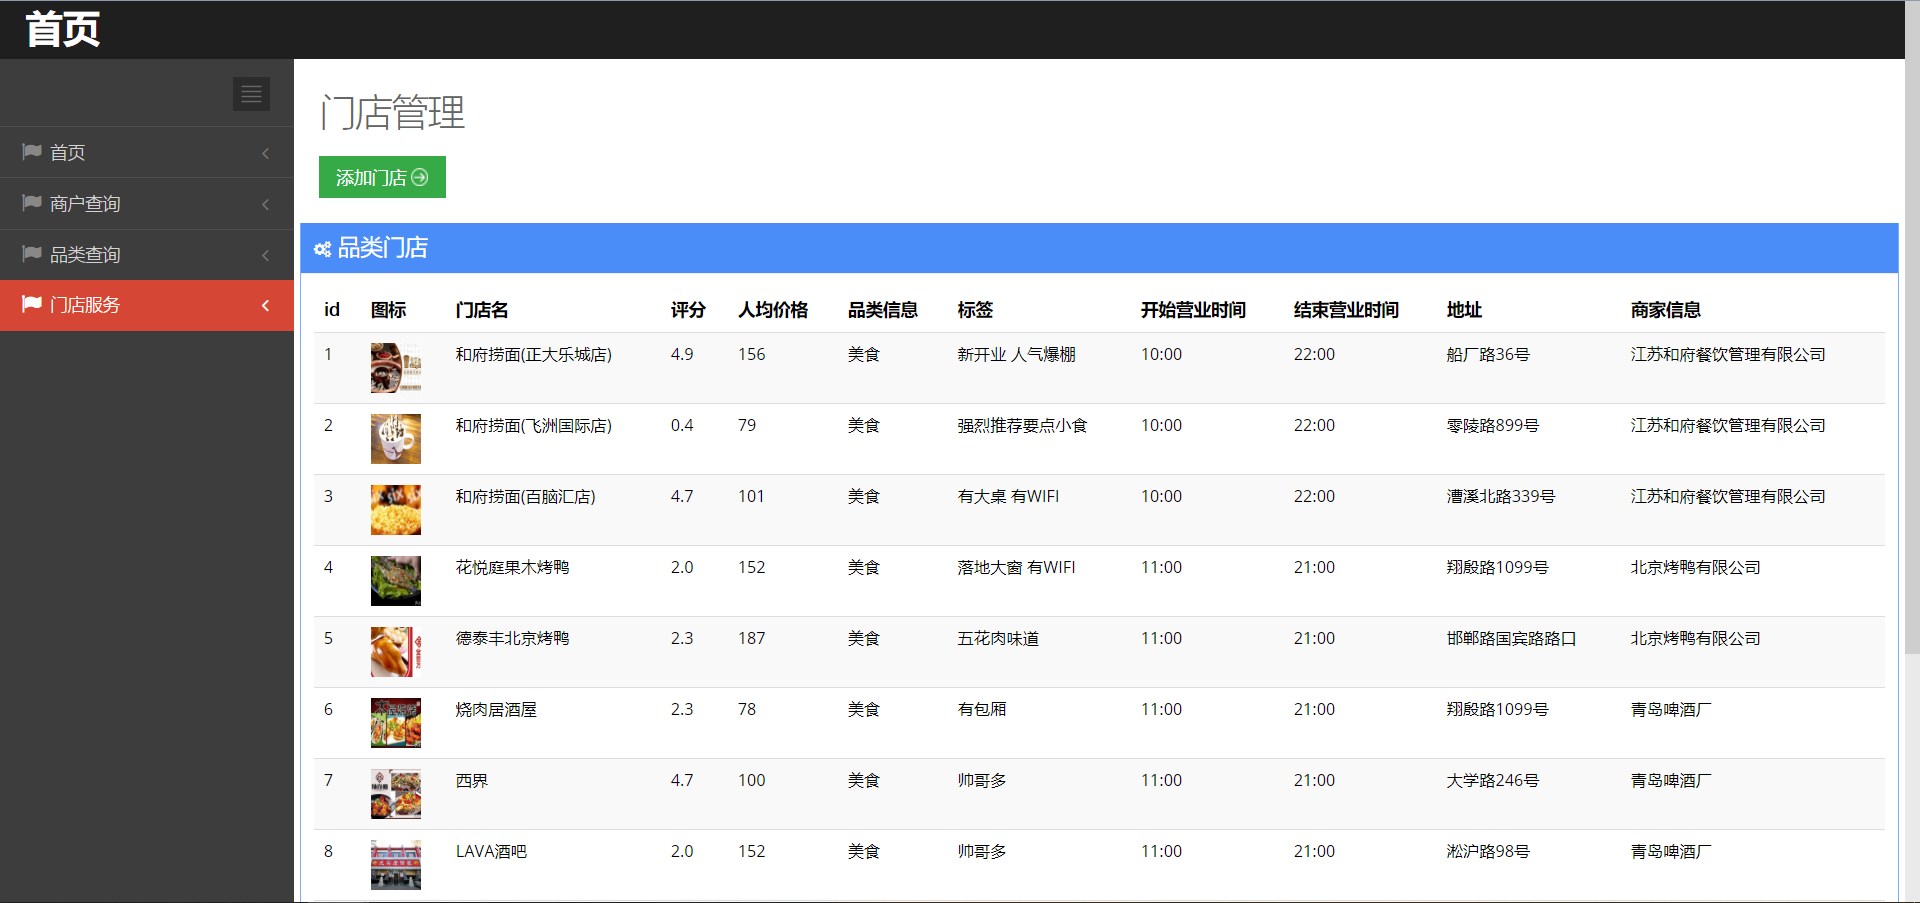 首页
首页
商户查询
品类查询
门店服务
门店管理
添加门店
品类门店
id 图标 门店名 评分 人均价格 品类信息 标签 开始营业时间 结束营业时间 地址 商家信息
1 和府捞面(正大乐城店) 4.9 156 美食 新开业 人气爆棚 10:00 22:00 船厂路36号 江苏和府餐饮管理有限公司
2 和府捞面(飞洲国际店) 0.4 79 美食 强烈推荐要点小食 10:00 22:00 零陵路899号 江苏和府餐饮管理有限公司
3 和府捞面(百脑汇店) 4.7 101 美食 有大桌 有WIFI 10:00 22:00 漕溪北路339号 江苏和府餐饮管理有限公司
4 花悦庭果木烤鸭 2.0 152 美食 落地大窗 有WIFI 11:00 21:00 翔殷路1099号 北京烤鸭有限公司
5 德泰丰北京烤鸭 2.3 187 美食 五花肉味道 11:00 21:00 邯郸路国宾路路口 北京烤鸭有限公司
6 烧肉居酒屋 2.3 78 美食 有包厢 11:00 21:00 翔殷路1099号 青岛啤酒厂
7 西界 4.7 100 美食 帅哥多 11:00 21:00 大学路246号 青岛啤酒厂
8 LAVA酒吧 2.0 152 美食 帅哥多 11:00 21:00 淞沪路98号 青岛啤酒厂